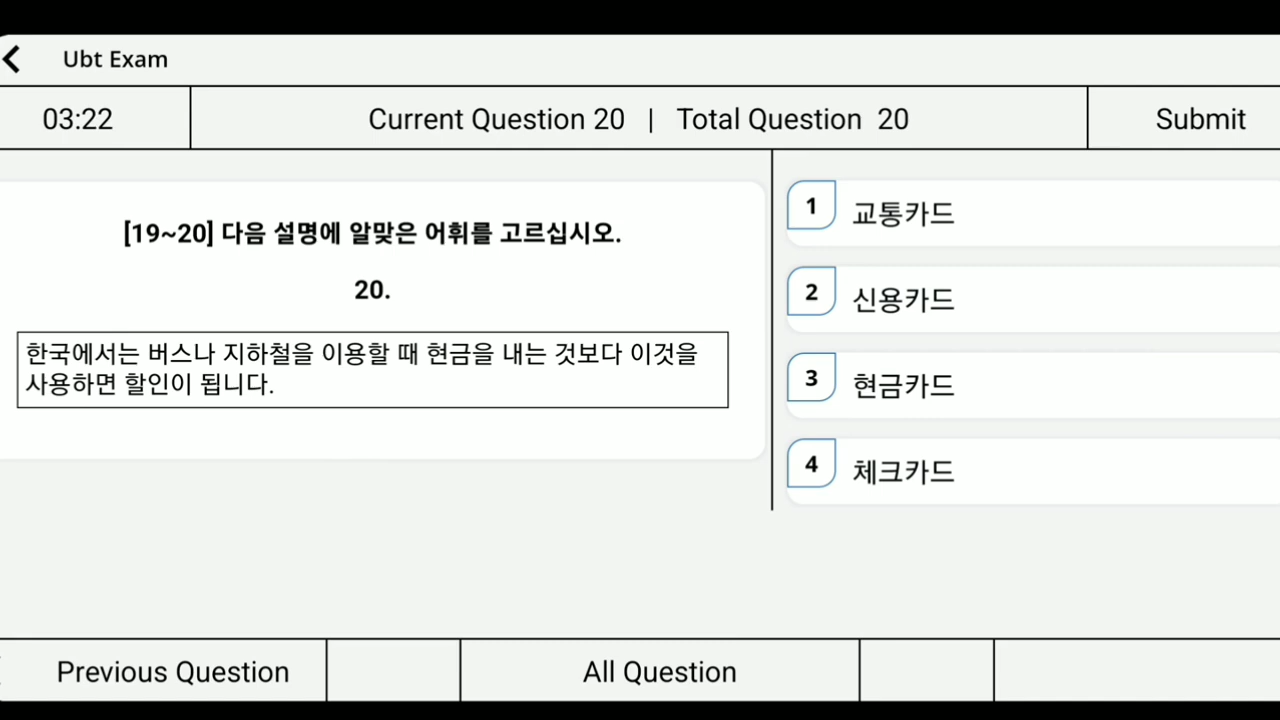 Ubt Exam
03:22
Current Question 20 | Total Question 20
Submit
[19~20] 다음 설명에 알맞은 어휘를 고르십시오.
20.
한국에서는 버스나 지하철을 이용할 때 현금을 내는 것보다 이것을
사용하면 할인이 됩니다.
1 교통카드
2 신용카드
3 현금카드
4 체크카드
Previous Question
All Question